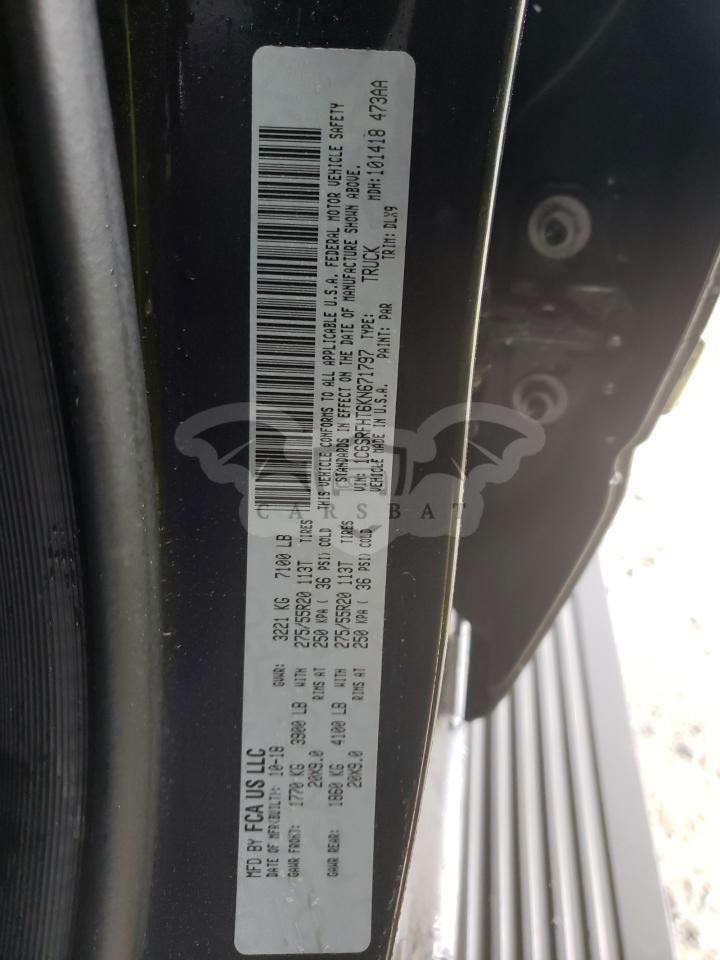 MFD BY FCA US LLC
DATE OF MFR(BUILT): 10-18 GVWR: 3221 KG 7100 LB
GAWR FRONT: 1770 KG 3900 LB WITH 275/55R20 113T TIRES
20X9.0 RIMS AT 250 KPA ( 36 PSI) COLD
GAWR REAR: 1860 KG 4100 LB WITH 275/55R20 113T TIRES
20X9.0 RIMS AT 250 KPA ( 36 PSI) COLD
THIS VEHICLE CONFORMS TO ALL APPLICABLE U.S.A. FEDERAL MOTOR VEHICLE SAFETY
STANDARDS IN EFFECT ON THE DATE OF MANUFACTURE SHOWN ABOVE.
VIN: 1C6SRFHT6KN671797 TYPE: TRUCK MDH:101418 473AA
VEHICLE MADE IN U.S.A. PAINT: PAR TRIM: DLX9
CARSBAT